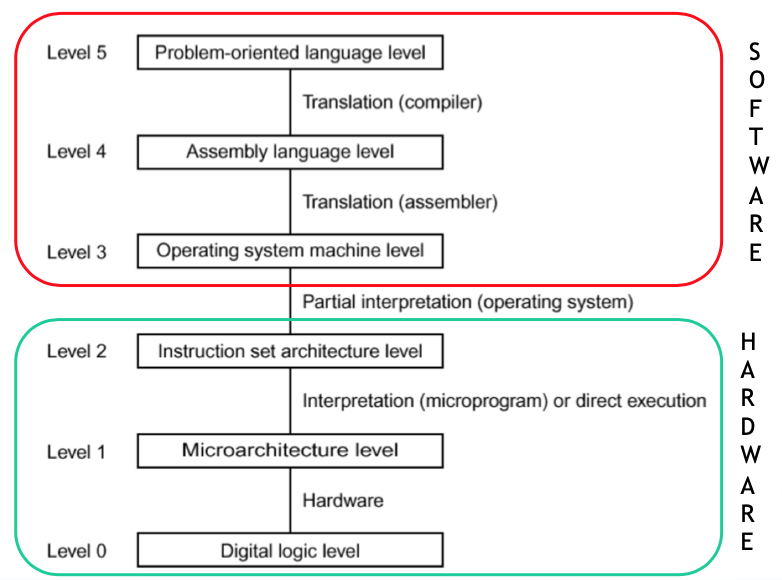 Level 5 Problem-oriented language level
Translation (compiler)
Level 4 Assembly language level
Translation (assembler)
Level 3 Operating system machine level
Partial interpretation (operating system)
Level 2 Instruction set architecture level
Interpretation (microprogram) or direct execution
Level 1 Microarchitecture level
Hardware
Level 0 Digital logic level
SOFTWARE
HARDWARE